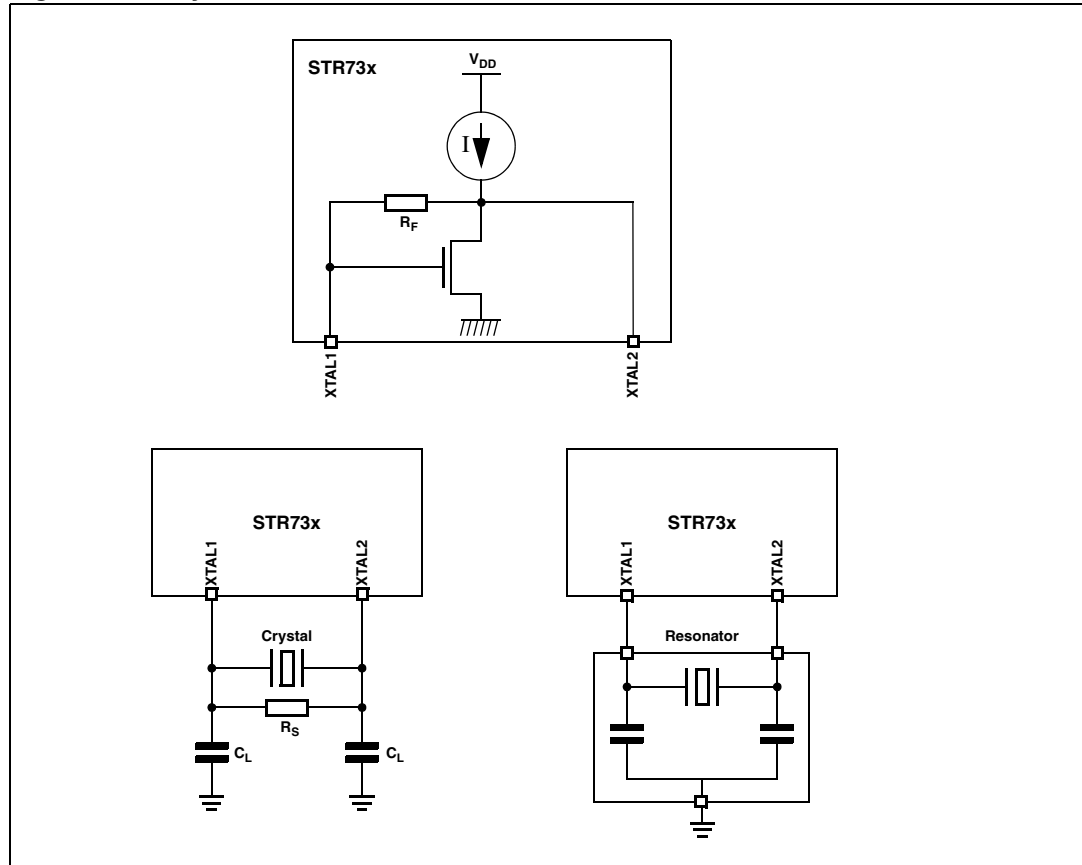 STR73x
VDD
I
RF
XTAL1
XTAL2
STR73x
XTAL1
XTAL2
Crystal
RS
CL
CL
STR73x
XTAL1
XTAL2
Resonator